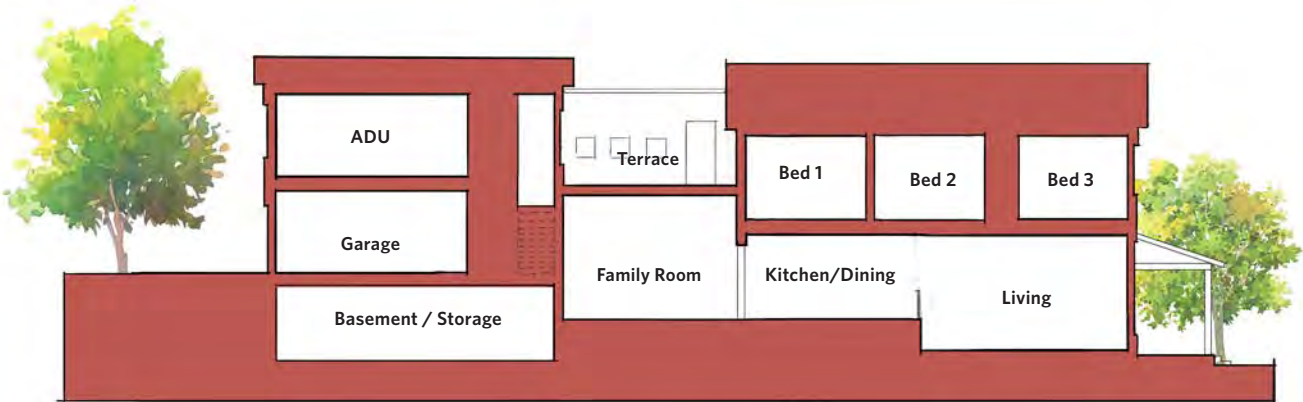 ADU
Terrace
Bed 1
Bed 2
Bed 3
Garage
Family Room
Kitchen/Dining
Living
Basement / Storage